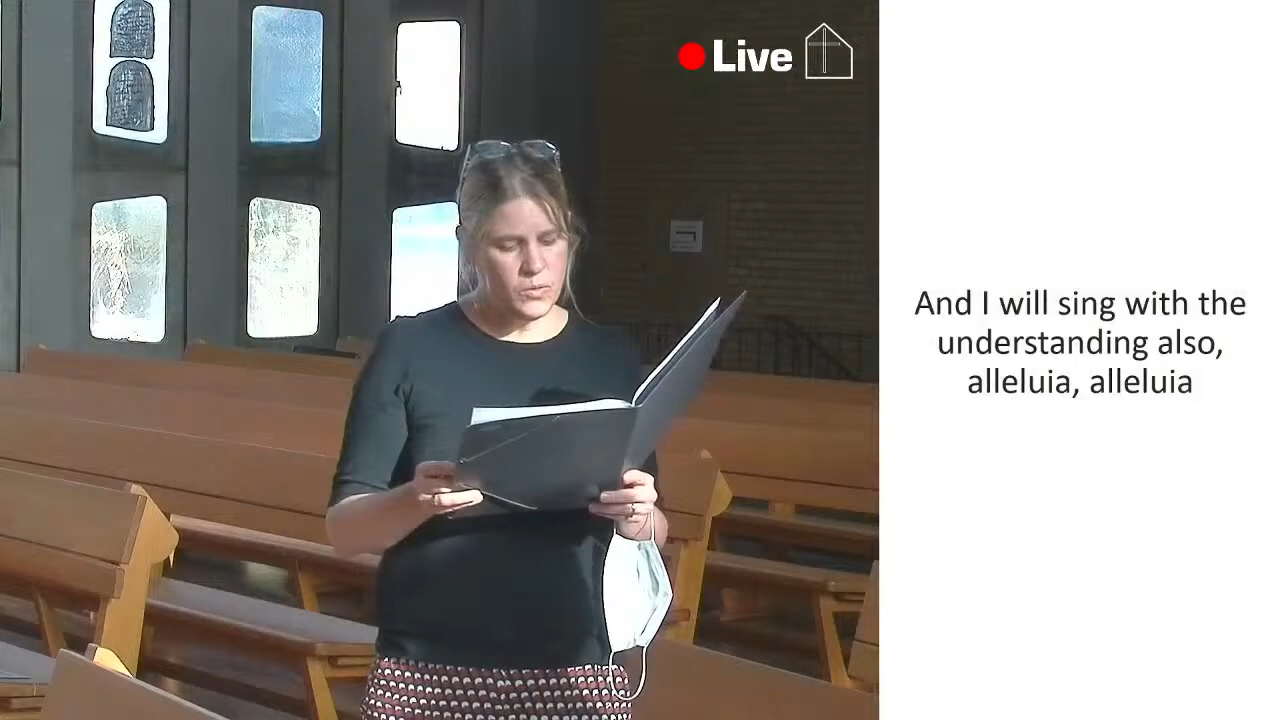 Live
And I will sing with the
understanding also,
alleluia, alleluia